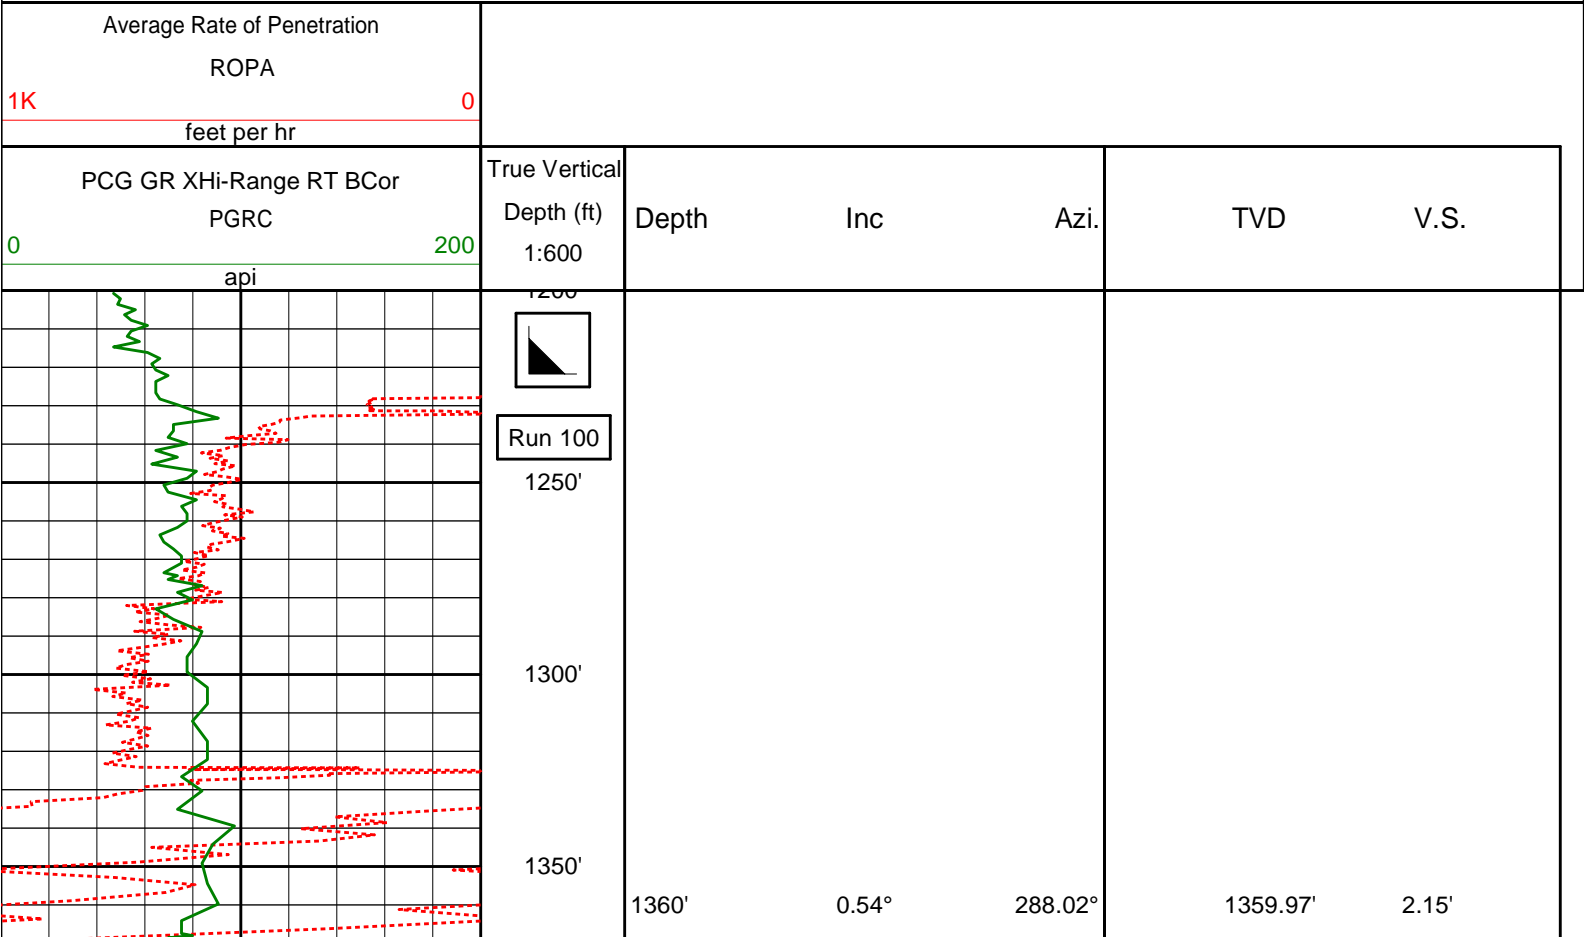 Average Rate of Penetration
ROPA
1K 0
feet per hr
PCG GR XHi-Range RT BCor
PGRC
0 200
api
True Vertical
Depth (ft)
1:600
Depth Inc Azi. TVD V.S.
1200'
Run 100
1250'
1300'
1350'
1360' 0.54° 288.02° 1359.97' 2.15'